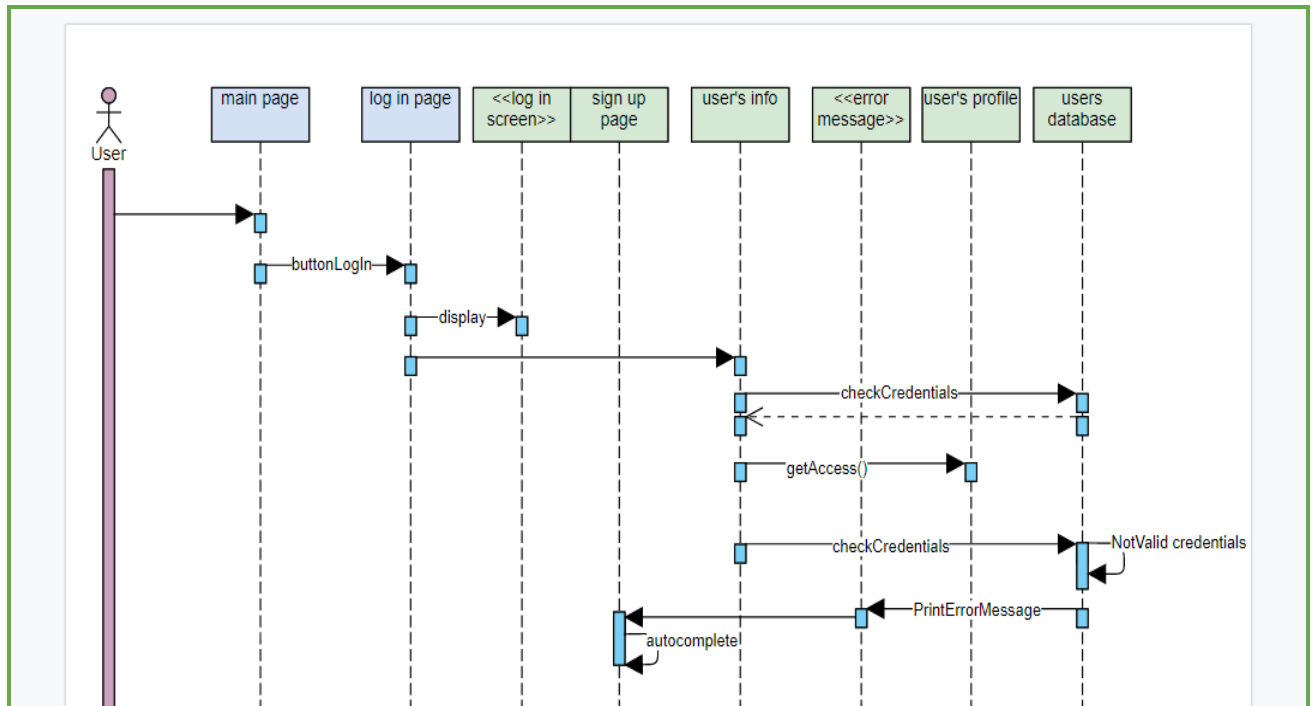 main page
log in page
<<log in
screen>>
sign up
page
user's info
<<error
message>>
user's profile
users
database
User
buttonLogIn
display
checkCredentials
getAccess()
checkCredentials
NotValid credentials
PrintErrorMessage
autocomplete